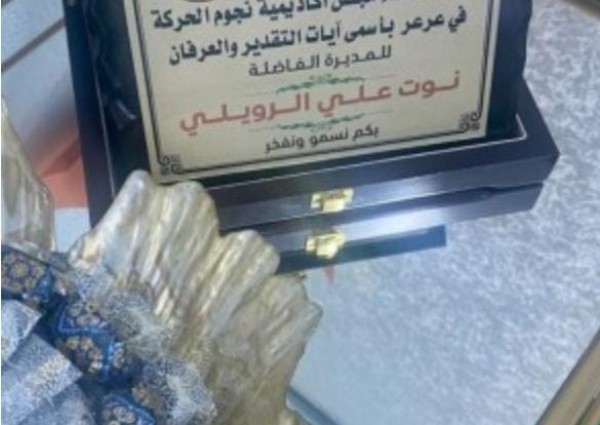 أكاديمية نجوم الحركة
في عرعر بأسمى آيات التقدير والعرفان
للمديرة الفاضلة
نوت علي الرويلي
بكم نسمو ونفخر